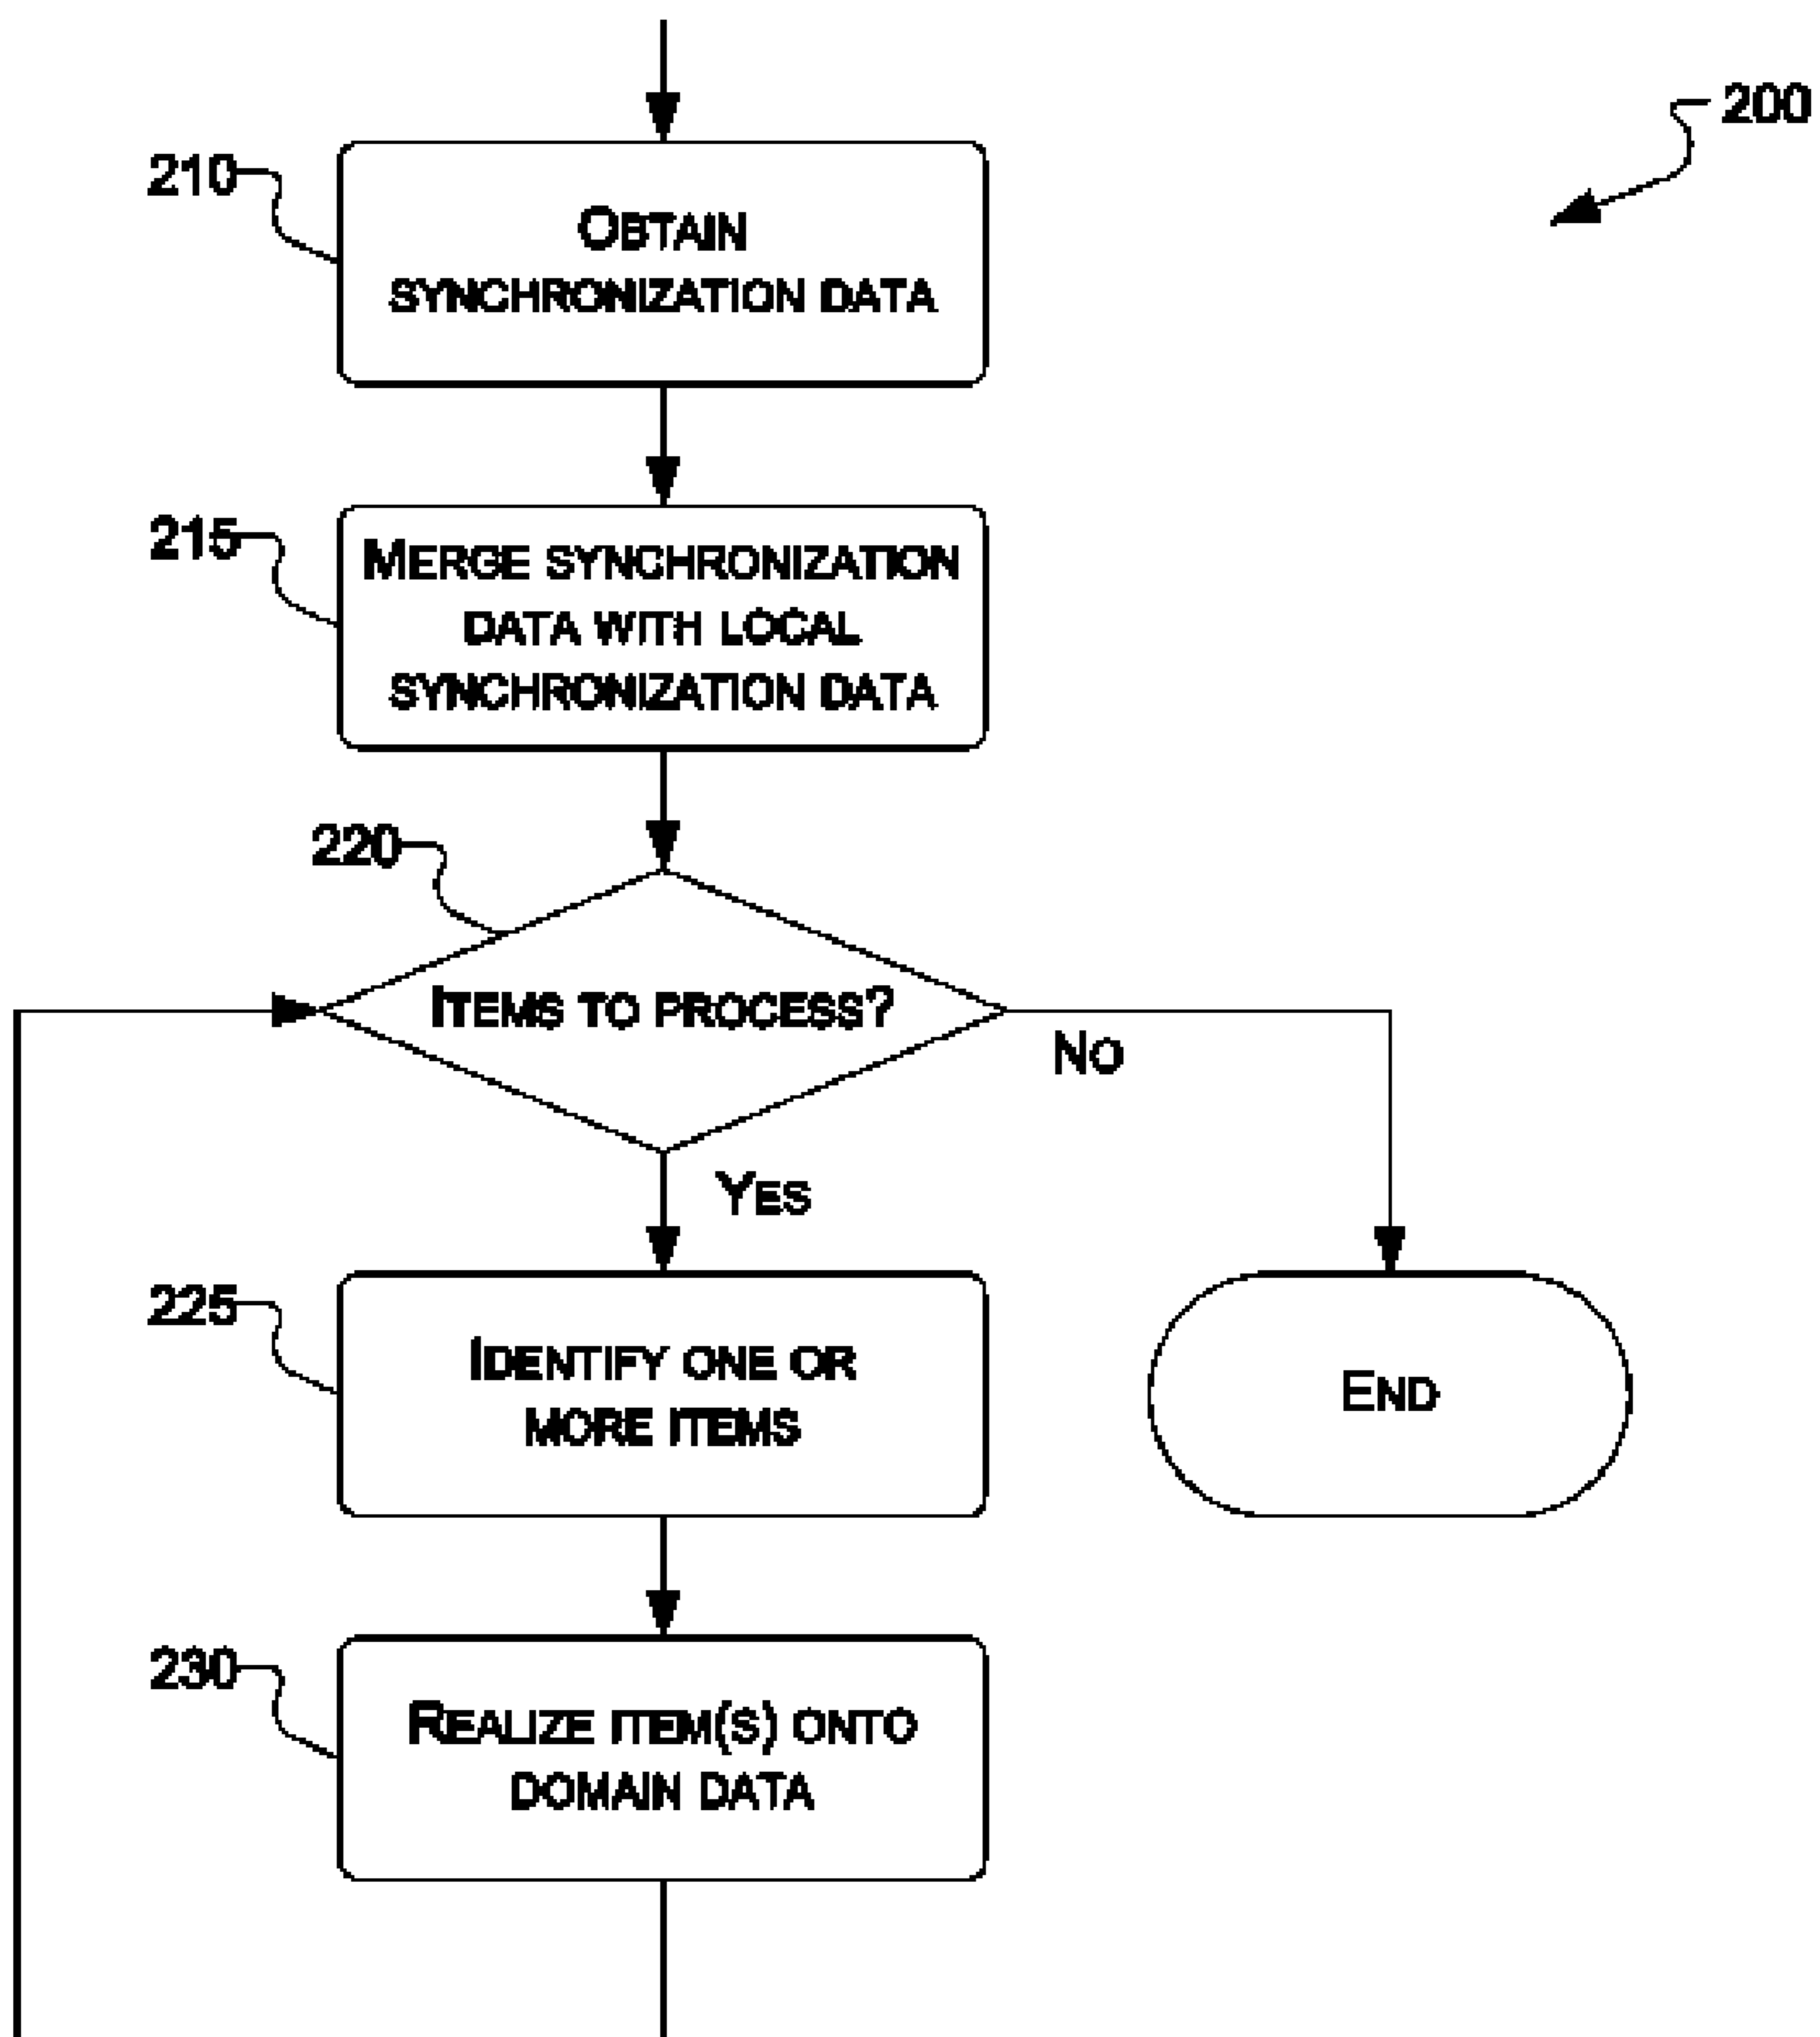 200
210
OBTAIN
SYNCHRONIZATION DATA
215
MERGE SYNCHRONIZATION
DATA WITH LOCAL
SYNCHRONIZATION DATA
220
ITEMS TO PROCESS?
NO
YES
225
IDENTIFY ONE OR
MORE ITEMS
END
230
REALIZE ITEM(S) ONTO
DOMAIN DATA